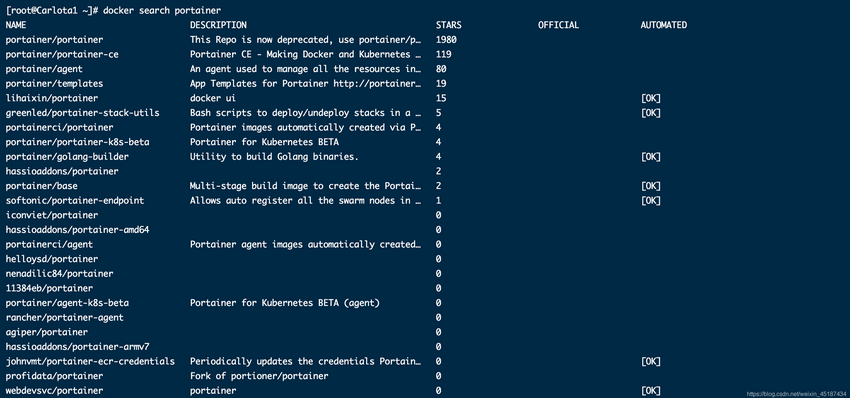 [root@Carlota1 ~]# docker search portainer
NAME DESCRIPTION STARS OFFICIAL AUTOMATED
portainer/portainer This Repo is now deprecated, use portainer/p… 1980
portainer/portainer-ce Portainer CE - Making Docker and Kubernetes … 119
portainer/agent An agent used to manage all the resources in… 80
portainer/templates App Templates for Portainer http://portainer… 19
lihaixin/portainer docker ui 15 [OK]
greenled/portainer-stack-utils Bash scripts to deploy/undeploy stacks in a … 5 [OK]
portainerci/portainer Portainer images automatically created via P… 4
portainer/portainer-k8s-beta Portainer for Kubernetes BETA 4
portainer/golang-builder Utility to build Golang binaries. 4 [OK]
hassioaddons/portainer 2
portainer/base Multi-stage build image to create the Portai… 2 [OK]
softonic/portainer-endpoint Allows auto register all the swarm nodes in … 1 [OK]
iconviet/portainer 0
hassioaddons/portainer-amd64 0
portainerci/agent Portainer agent images automatically created… 0
helloysd/portainer 0
nenadilic84/portainer 0
11384eb/portainer 0
portainer/agent-k8s-beta Portainer for Kubernetes BETA (agent) 0
rancher/portainer-agent 0
agiper/portainer 0
hassioaddons/portainer-armv7 0
johnvmt/portainer-ecr-credentials Periodically updates the credentials Portain… 0 [OK]
profidata/portainer Fork of portioner/portainer 0
webdevsvc/portainer portainer 0 [OK]
https://blog.csdn.net/weixin_45187434